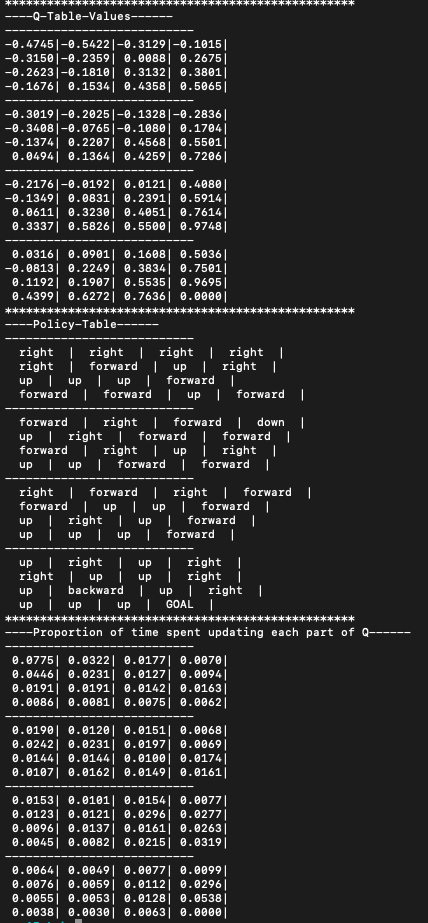 **************************************************
----Q-Table-Values------
---------------------------
-0.4745|-0.5422|-0.3129|-0.1015|
-0.3150|-0.2359| 0.0088| 0.2675|
-0.2623|-0.1810| 0.3132| 0.3801|
-0.1676| 0.1534| 0.4358| 0.5065|
---------------------------
-0.3019|-0.2025|-0.1328|-0.2836|
-0.3408|-0.0765|-0.1080| 0.1704|
-0.1374| 0.2207| 0.4568| 0.5501|
 0.0494| 0.1364| 0.4259| 0.7206|
---------------------------
-0.2176|-0.0192| 0.0121| 0.4080|
-0.1349| 0.0831| 0.2391| 0.5914|
 0.0611| 0.3230| 0.4051| 0.7614|
 0.3337| 0.5826| 0.5500| 0.9748|
---------------------------
 0.0316| 0.0901| 0.1608| 0.5036|
-0.0813| 0.2249| 0.3834| 0.7501|
 0.1192| 0.1907| 0.5535| 0.9695|
 0.4399| 0.6272| 0.7636| 0.0000|
**************************************************
----Policy-Table------
---------------------------
  right  |  right  |  right  |  right  |
  right  |  forward  |  up  |  right  |
  up  |  up  |  up  |  forward  |
  forward  |  forward  |  up  |  forward  |
---------------------------
  forward  |  right  |  forward  |  down  |
  up  |  right  |  forward  |  forward  |
  forward  |  right  |  up  |  right  |
  up  |  up  |  forward  |  forward  |
---------------------------
  right  |  forward  |  right  |  forward  |
  forward  |  up  |  up  |  forward  |
  up  |  right  |  up  |  forward  |
  up  |  up  |  up  |  forward  |
---------------------------
  up  |  right  |  up  |  right  |
  right  |  up  |  up  |  right  |
  up  |  backward  |  up  |  right  |
  up  |  up  |  up  |  GOAL  |
**************************************************
----Proportion of time spent updating each part of Q------
---------------------------
 0.0775| 0.0322| 0.0177| 0.0070|
 0.0446| 0.0231| 0.0127| 0.0094|
 0.0191| 0.0191| 0.0142| 0.0163|
 0.0086| 0.0081| 0.0075| 0.0062|
---------------------------
 0.0190| 0.0120| 0.0151| 0.0068|
 0.0242| 0.0231| 0.0197| 0.0069|
 0.0144| 0.0144| 0.0100| 0.0174|
 0.0107| 0.0162| 0.0149| 0.0161|
---------------------------
 0.0153| 0.0101| 0.0154| 0.0077|
 0.0123| 0.0121| 0.0296| 0.0277|
 0.0096| 0.0137| 0.0161| 0.0263|
 0.0045| 0.0082| 0.0215| 0.0319|
---------------------------
 0.0064| 0.0049| 0.0077| 0.0099|
 0.0076| 0.0059| 0.0112| 0.0296|
 0.0055| 0.0053| 0.0128| 0.0538|
 0.0038| 0.0030| 0.0063| 0.0000|